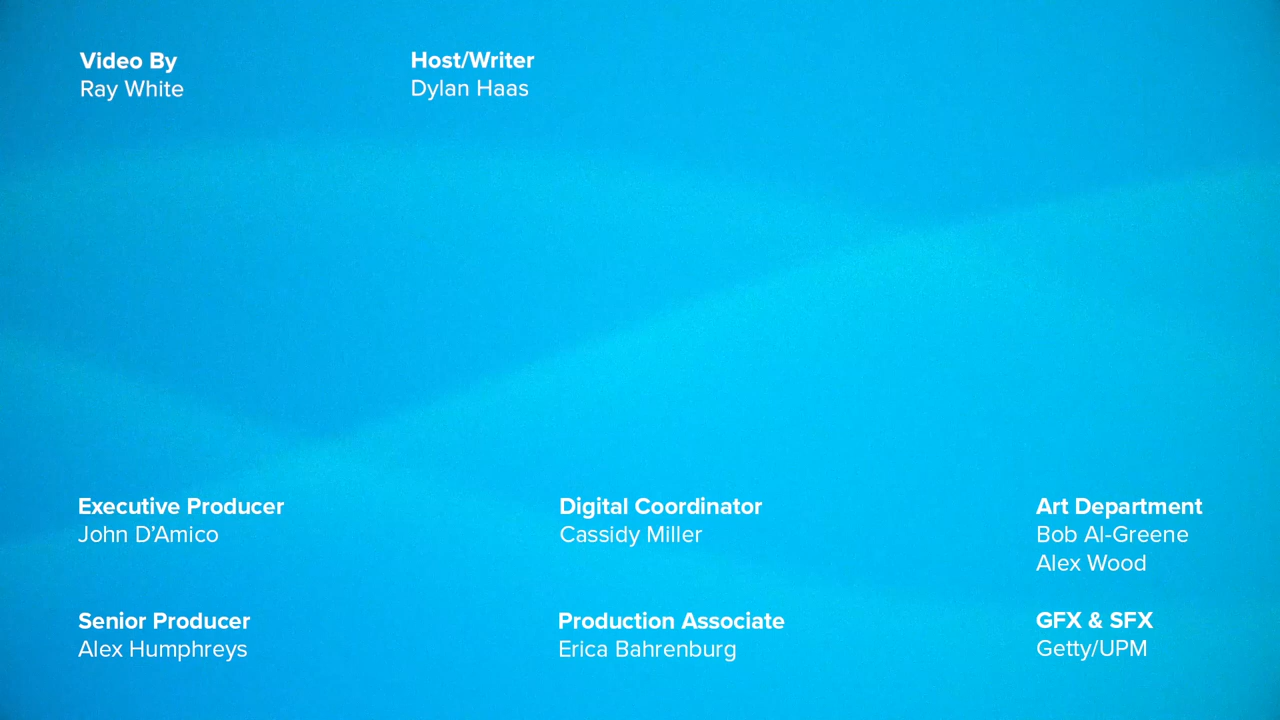 Video By
Ray White
Host/Writer
Dylan Haas
Executive Producer
John D’Amico
Digital Coordinator
Cassidy Miller
Art Department
Bob Al-Greene
Alex Wood
Senior Producer
Alex Humphreys
Production Associate
Erica Bahrenburg
GFX & SFX
Getty/UPM